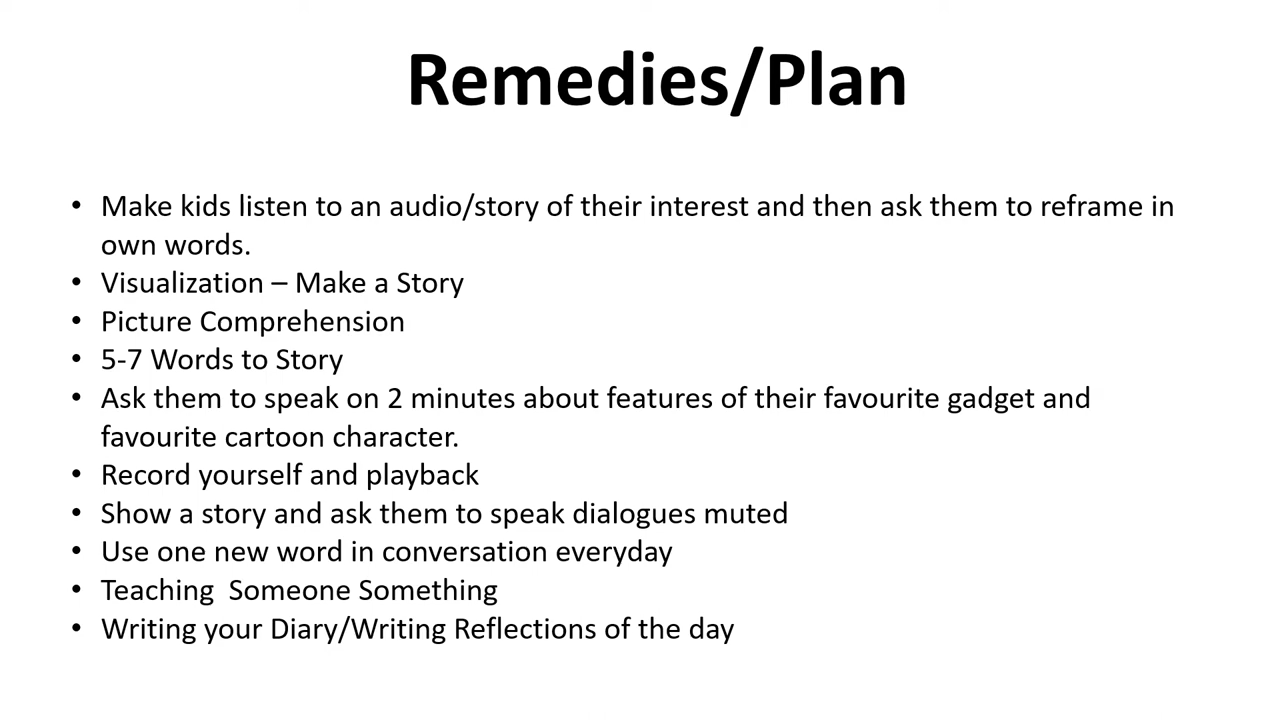 Remedies/Plan
• Make kids listen to an audio/story of their interest and then ask them to reframe in
own words.
• Visualization – Make a Story
• Picture Comprehension
• 5-7 Words to Story
• Ask them to speak on 2 minutes about features of their favourite gadget and
favourite cartoon character.
• Record yourself and playback
• Show a story and ask them to speak dialogues muted
• Use one new word in conversation everyday
• Teaching  Someone Something
• Writing your Diary/Writing Reflections of the day